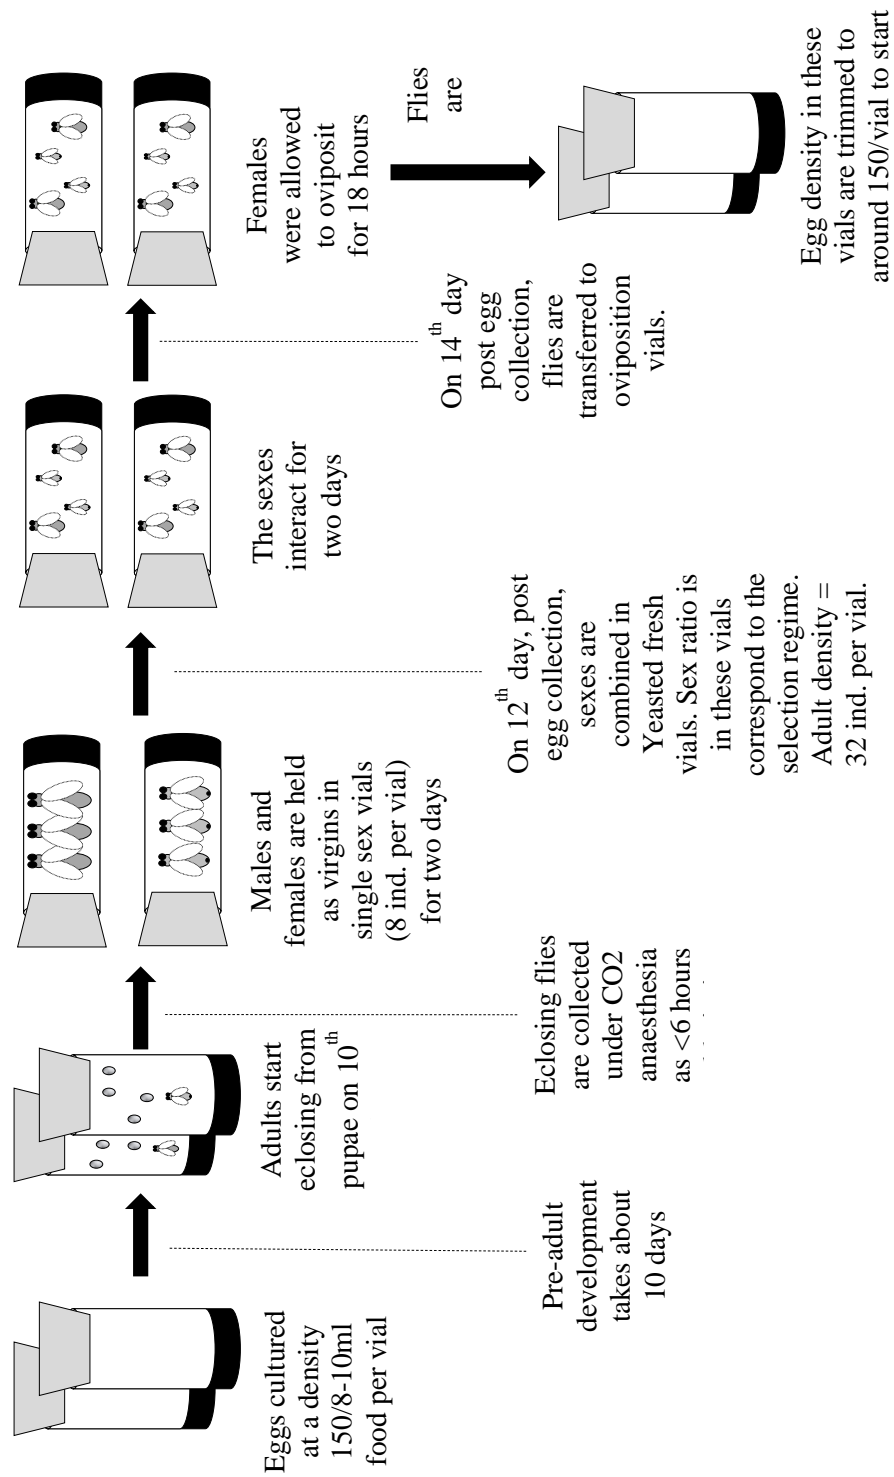 Eggs cultured
at a density
150/8-10ml
food per vial
Pre-adult
development
takes about
10 days
Adults start
eclosing from
pupae on 10th
Eclosing flies
are collected
under CO2
anaesthesia
as <6 hours
Males and
females are held
as virgins in
single sex vials
(8 ind. per vial)
for two days
On 12th day, post
egg collection,
sexes are
combined in
Yeasted fresh
vials. Sex ratio is
in these vials
correspond to the
selection regime.
Adult density =
32 ind. per vial.
The sexes
interact for
two days
On 14th day
post egg
collection,
flies are
transferred to
oviposition
vials.
Females
were allowed
to oviposit
for 18 hours
Flies
are
Egg density in these
vials are trimmed to
around 150/vial to start